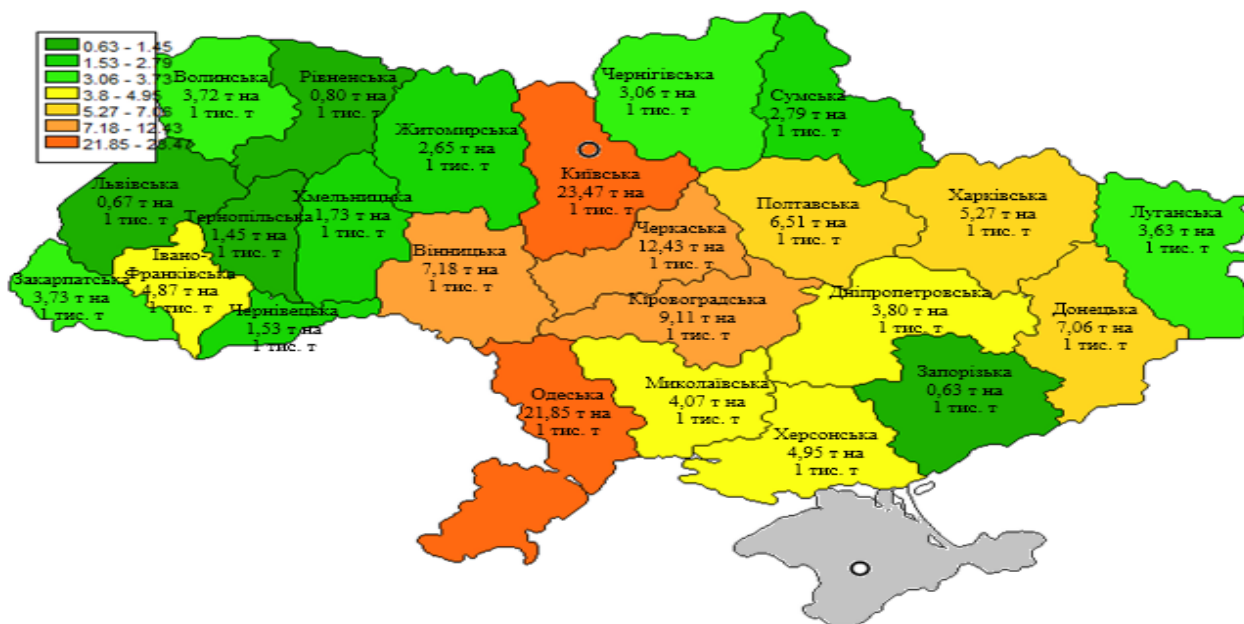 0.63 - 1.45
1.53 - 2.79
3.06 - 3.73
3.8 - 4.95
5.27 - 7.06
7.18 - 12.43
21.85 - 23.47
Волинська
3,72 т на
1 тис. т
Рівненська
0,80 т на
1 тис. т
Житомирська
2,65 т на
1 тис. т
Київська
23,47 т на
1 тис. т
Чернігівська
3,06 т на
1 тис. т
Сумська
2,79 т на
1 тис. т
Львівська
0,67 т на
1 тис. т
Тернопільська
1,45 т на
1 тис. т
Хмельницька
1,73 т на
1 тис. т
Вінницька
7,18 т на
1 тис. т
Черкаська
12,43 т на
1 тис. т
Полтавська
6,51 т на
1 тис. т
Харківська
5,27 т на
1 тис. т
Луганська
3,63 т на
1 тис. т
Закарпатська
3,73 т на
1 тис. т
Івано-
Франківська
4,87 т на
1 тис. т
Чернівецька
1,53 т на
1 тис. т
Кіровоградська
9,11 т на
1 тис. т
Дніпропетровська
3,80 т на
1 тис. т
Донецька
7,06 т на
1 тис. т
Одеська
21,85 т на
1 тис. т
Миколаївська
4,07 т на
1 тис. т
Запорізька
0,63 т на
1 тис. т
Херсонська
4,95 т на
1 тис. т